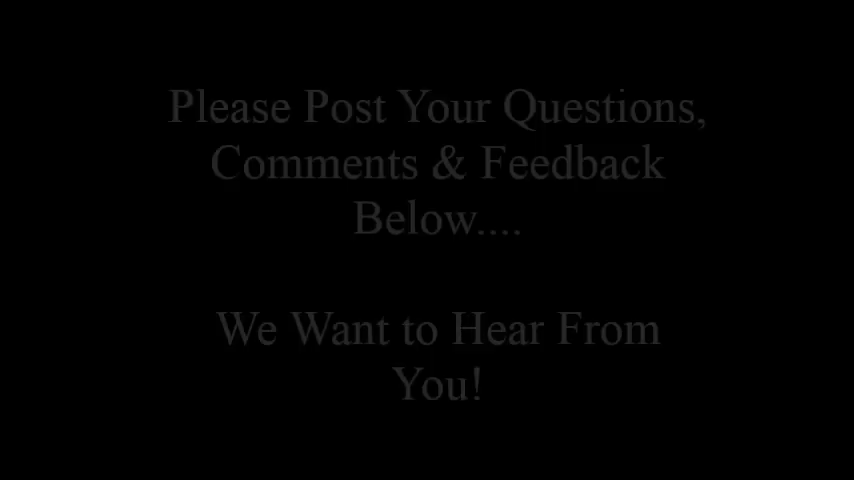 Please Post Your Questions,
Comments & Feedback
Below....
We Want to Hear From
You!